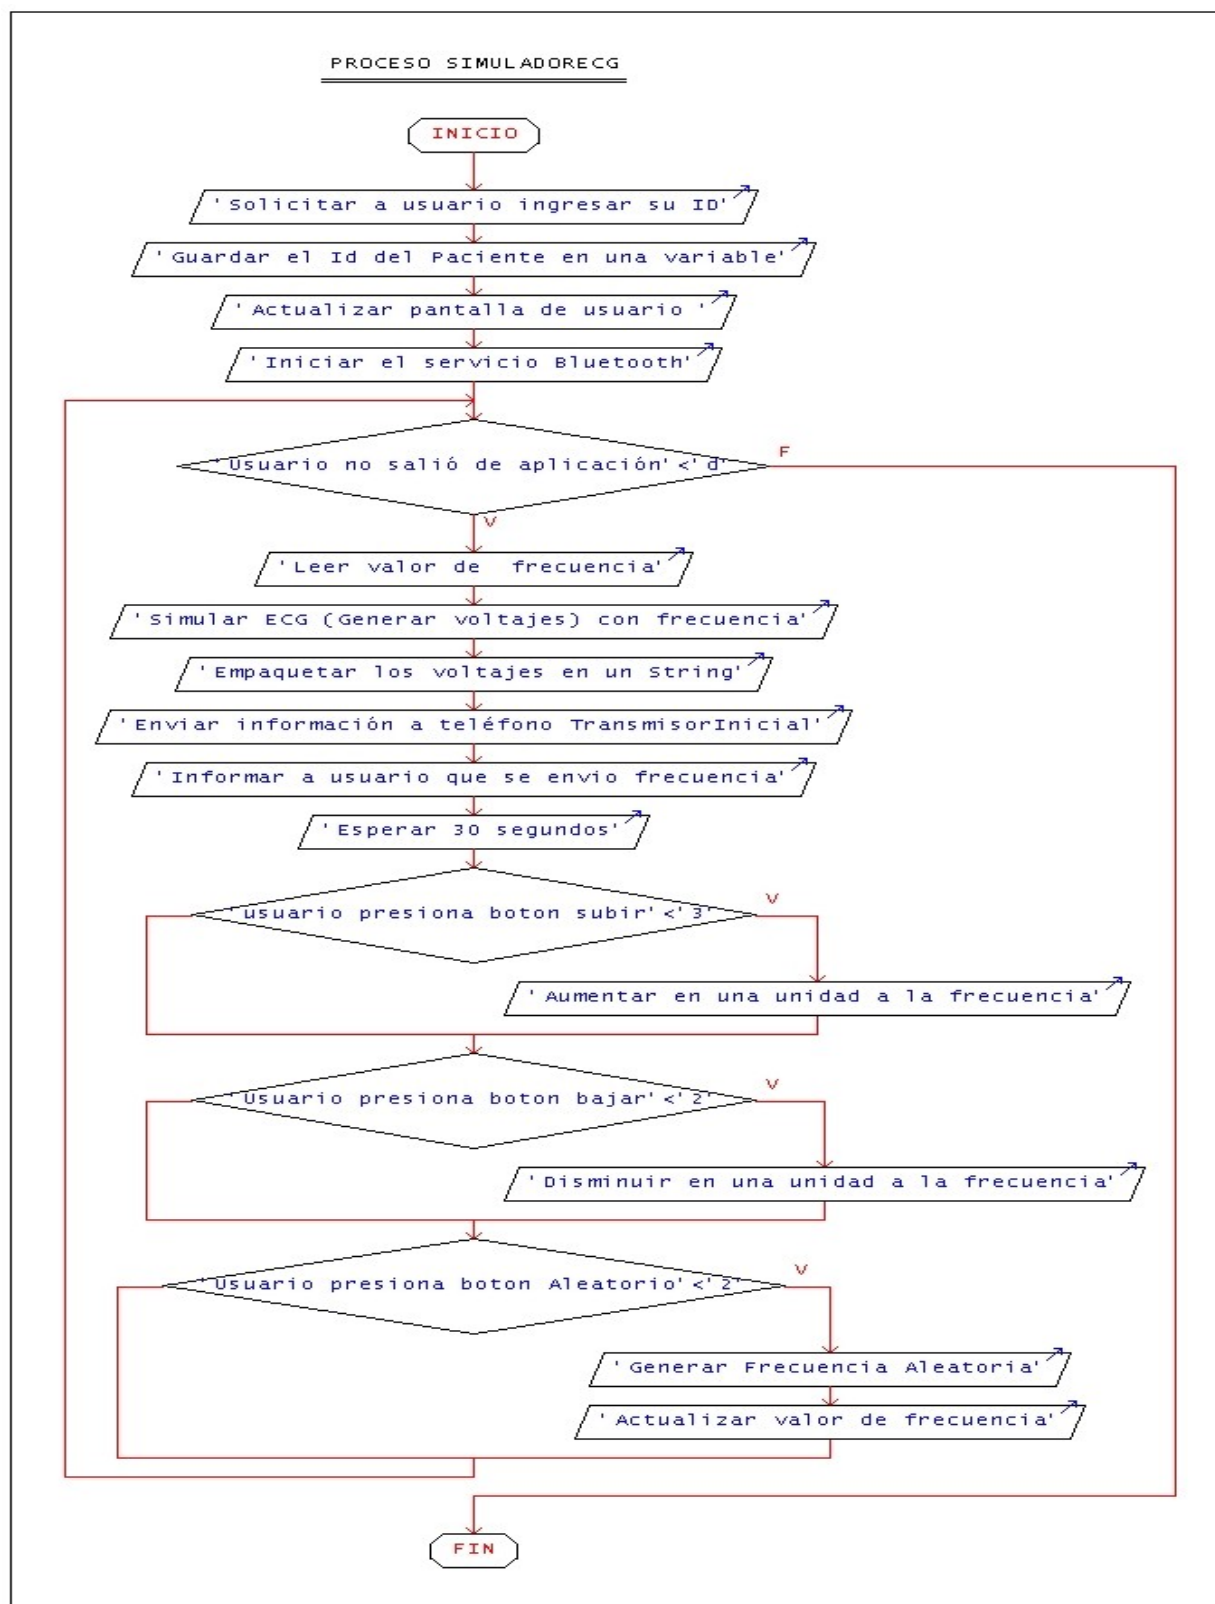 PROCESO SIMULADORECG
INICIO
'Solicitar a usuario ingresar su ID'
'Guardar el Id del Paciente en una variable'
'Actualizar pantalla de usuario '
'Iniciar el servicio Bluetooth'
'Usuario no salió de aplicación'<'d'
F
V
'Leer valor de  frecuencia'
'Simular ECG (Generar voltajes) con frecuencia'
'Empaquetar los voltajes en un String'
'Enviar información a teléfono TransmisorInicial'
'Informar a usuario que se envio frecuencia'
'Esperar 30 segundos'
'usuario presiona boton subir'<'3'
V
'Aumentar en una unidad a la frecuencia'
'Usuario presiona boton bajar'<'2'
V
'Disminuir en una unidad a la frecuencia'
'Usuario presiona boton Aleatorio'<'2'
V
'Generar Frecuencia Aleatoria'
'Actualizar valor de frecuencia'
FIN